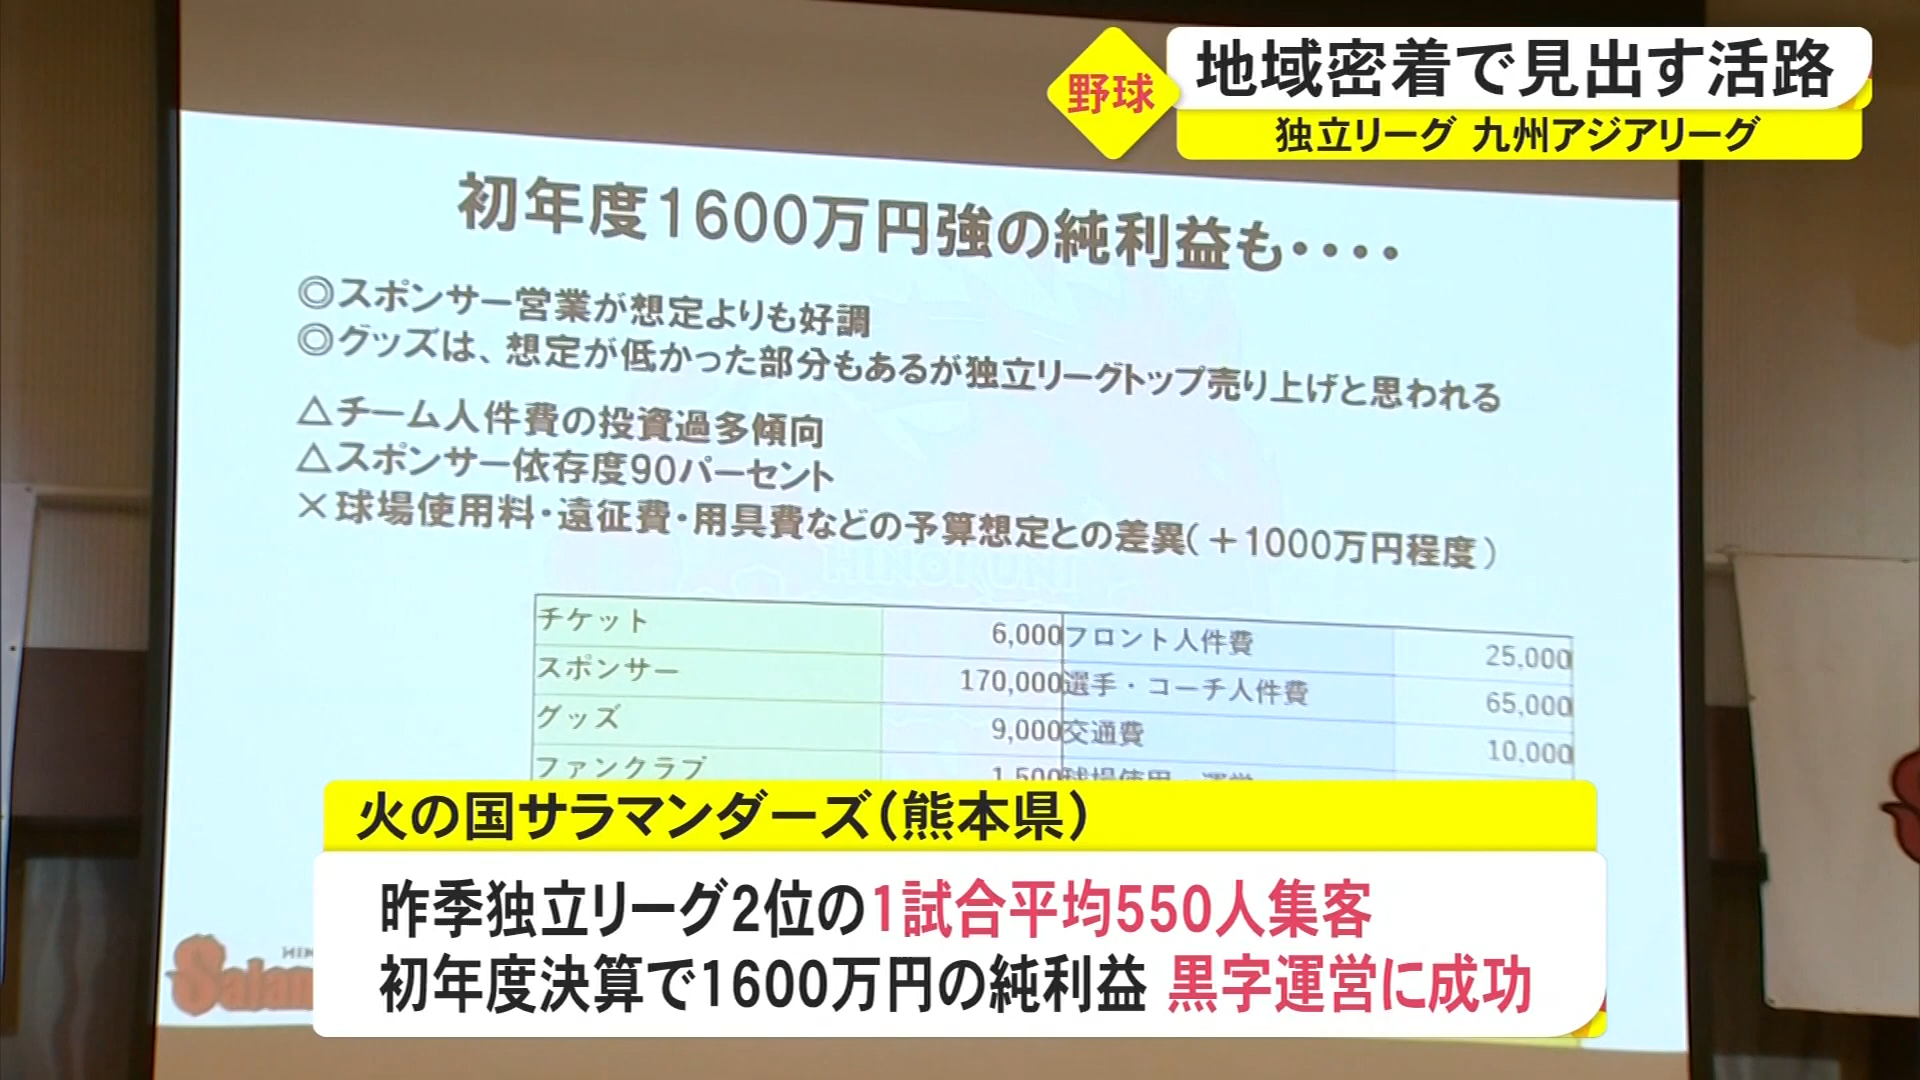 野球
地域密着で見出す活路
独立リーグ 九州アジアリーグ
初年度1600万円強の純利益も・・・・
◎スポンサー営業が想定よりも好調
◎グッズは、想定が低かった部分もあるが独立リーグトップ売り上げと思われる
△チーム人件費の投資過多傾向
△スポンサー依存度90パーセント
×球場使用料・遠征費・用具費などの予算想定との差異(+1000万円程度)
HINOKUNI
チケット 6,000 フロント人件費 25,000
スポンサー 170,000 選手・コーチ人件費 65,000
グッズ 9,000 交通費 10,000
ファンクラブ 1,500 球場使用・運営
火の国サラマンダーズ(熊本県)
昨季独立リーグ2位の1試合平均550人集客
初年度決算で1600万円の純利益 黒字運営に成功